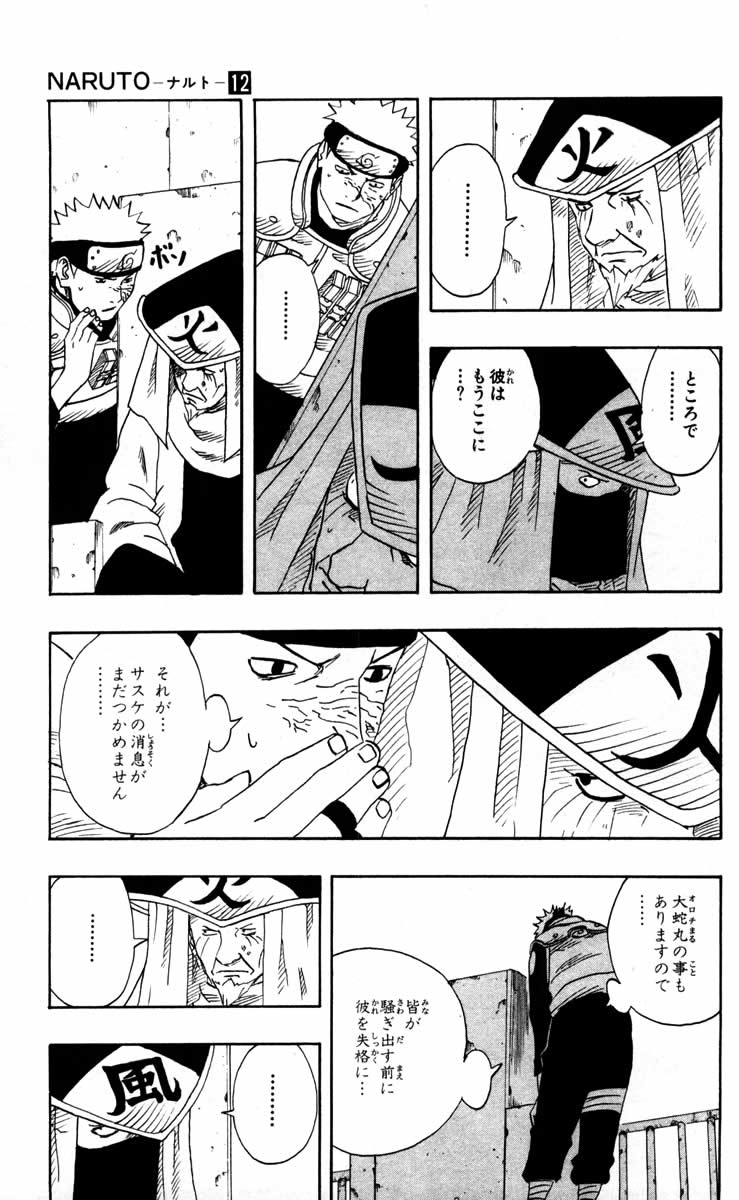 NARUTO―ナルト―12
火
………
ところで
………
彼は
もうここに
……?
風
………
ボソ
火
それが…
サスケの消息が
まだつかめません
………
大蛇丸の事も
ありますので
………
皆が
騒ぎ出す前に
彼を失格に…
火
………
風
………